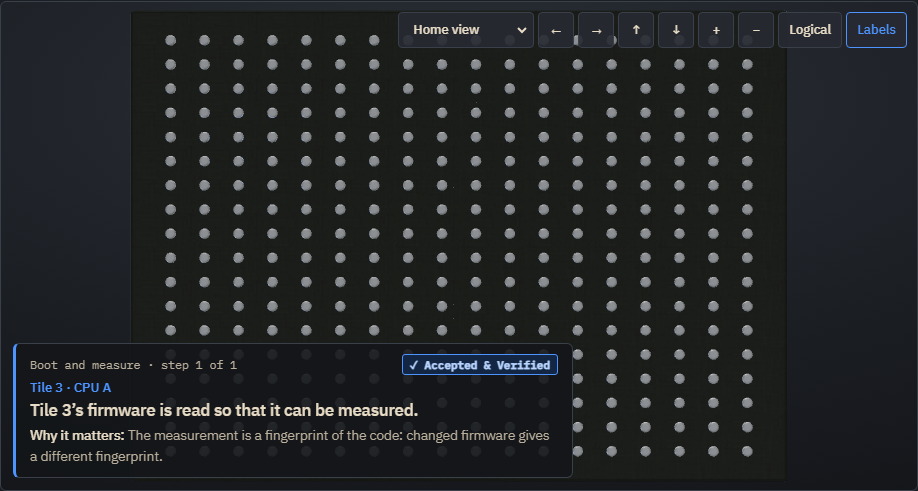 Home view ← → ↑ ↓ + − Logical Labels
Boot and measure · step 1 of 1 ✓ Accepted & Verified
Tile 3 · CPU A
Tile 3’s firmware is read so that it can be measured.
Why it matters: The measurement is a fingerprint of the code: changed firmware gives
a different fingerprint.